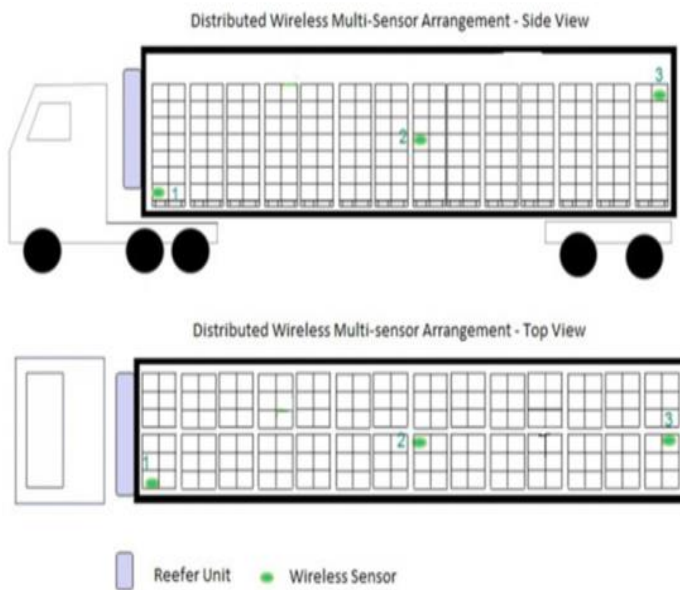 Distributed Wireless Multi-Sensor Arrangement - Side View
3
2
1
Distributed Wireless Multi-sensor Arrangement - Top View
3
2
1
Reefer Unit
Wireless Sensor